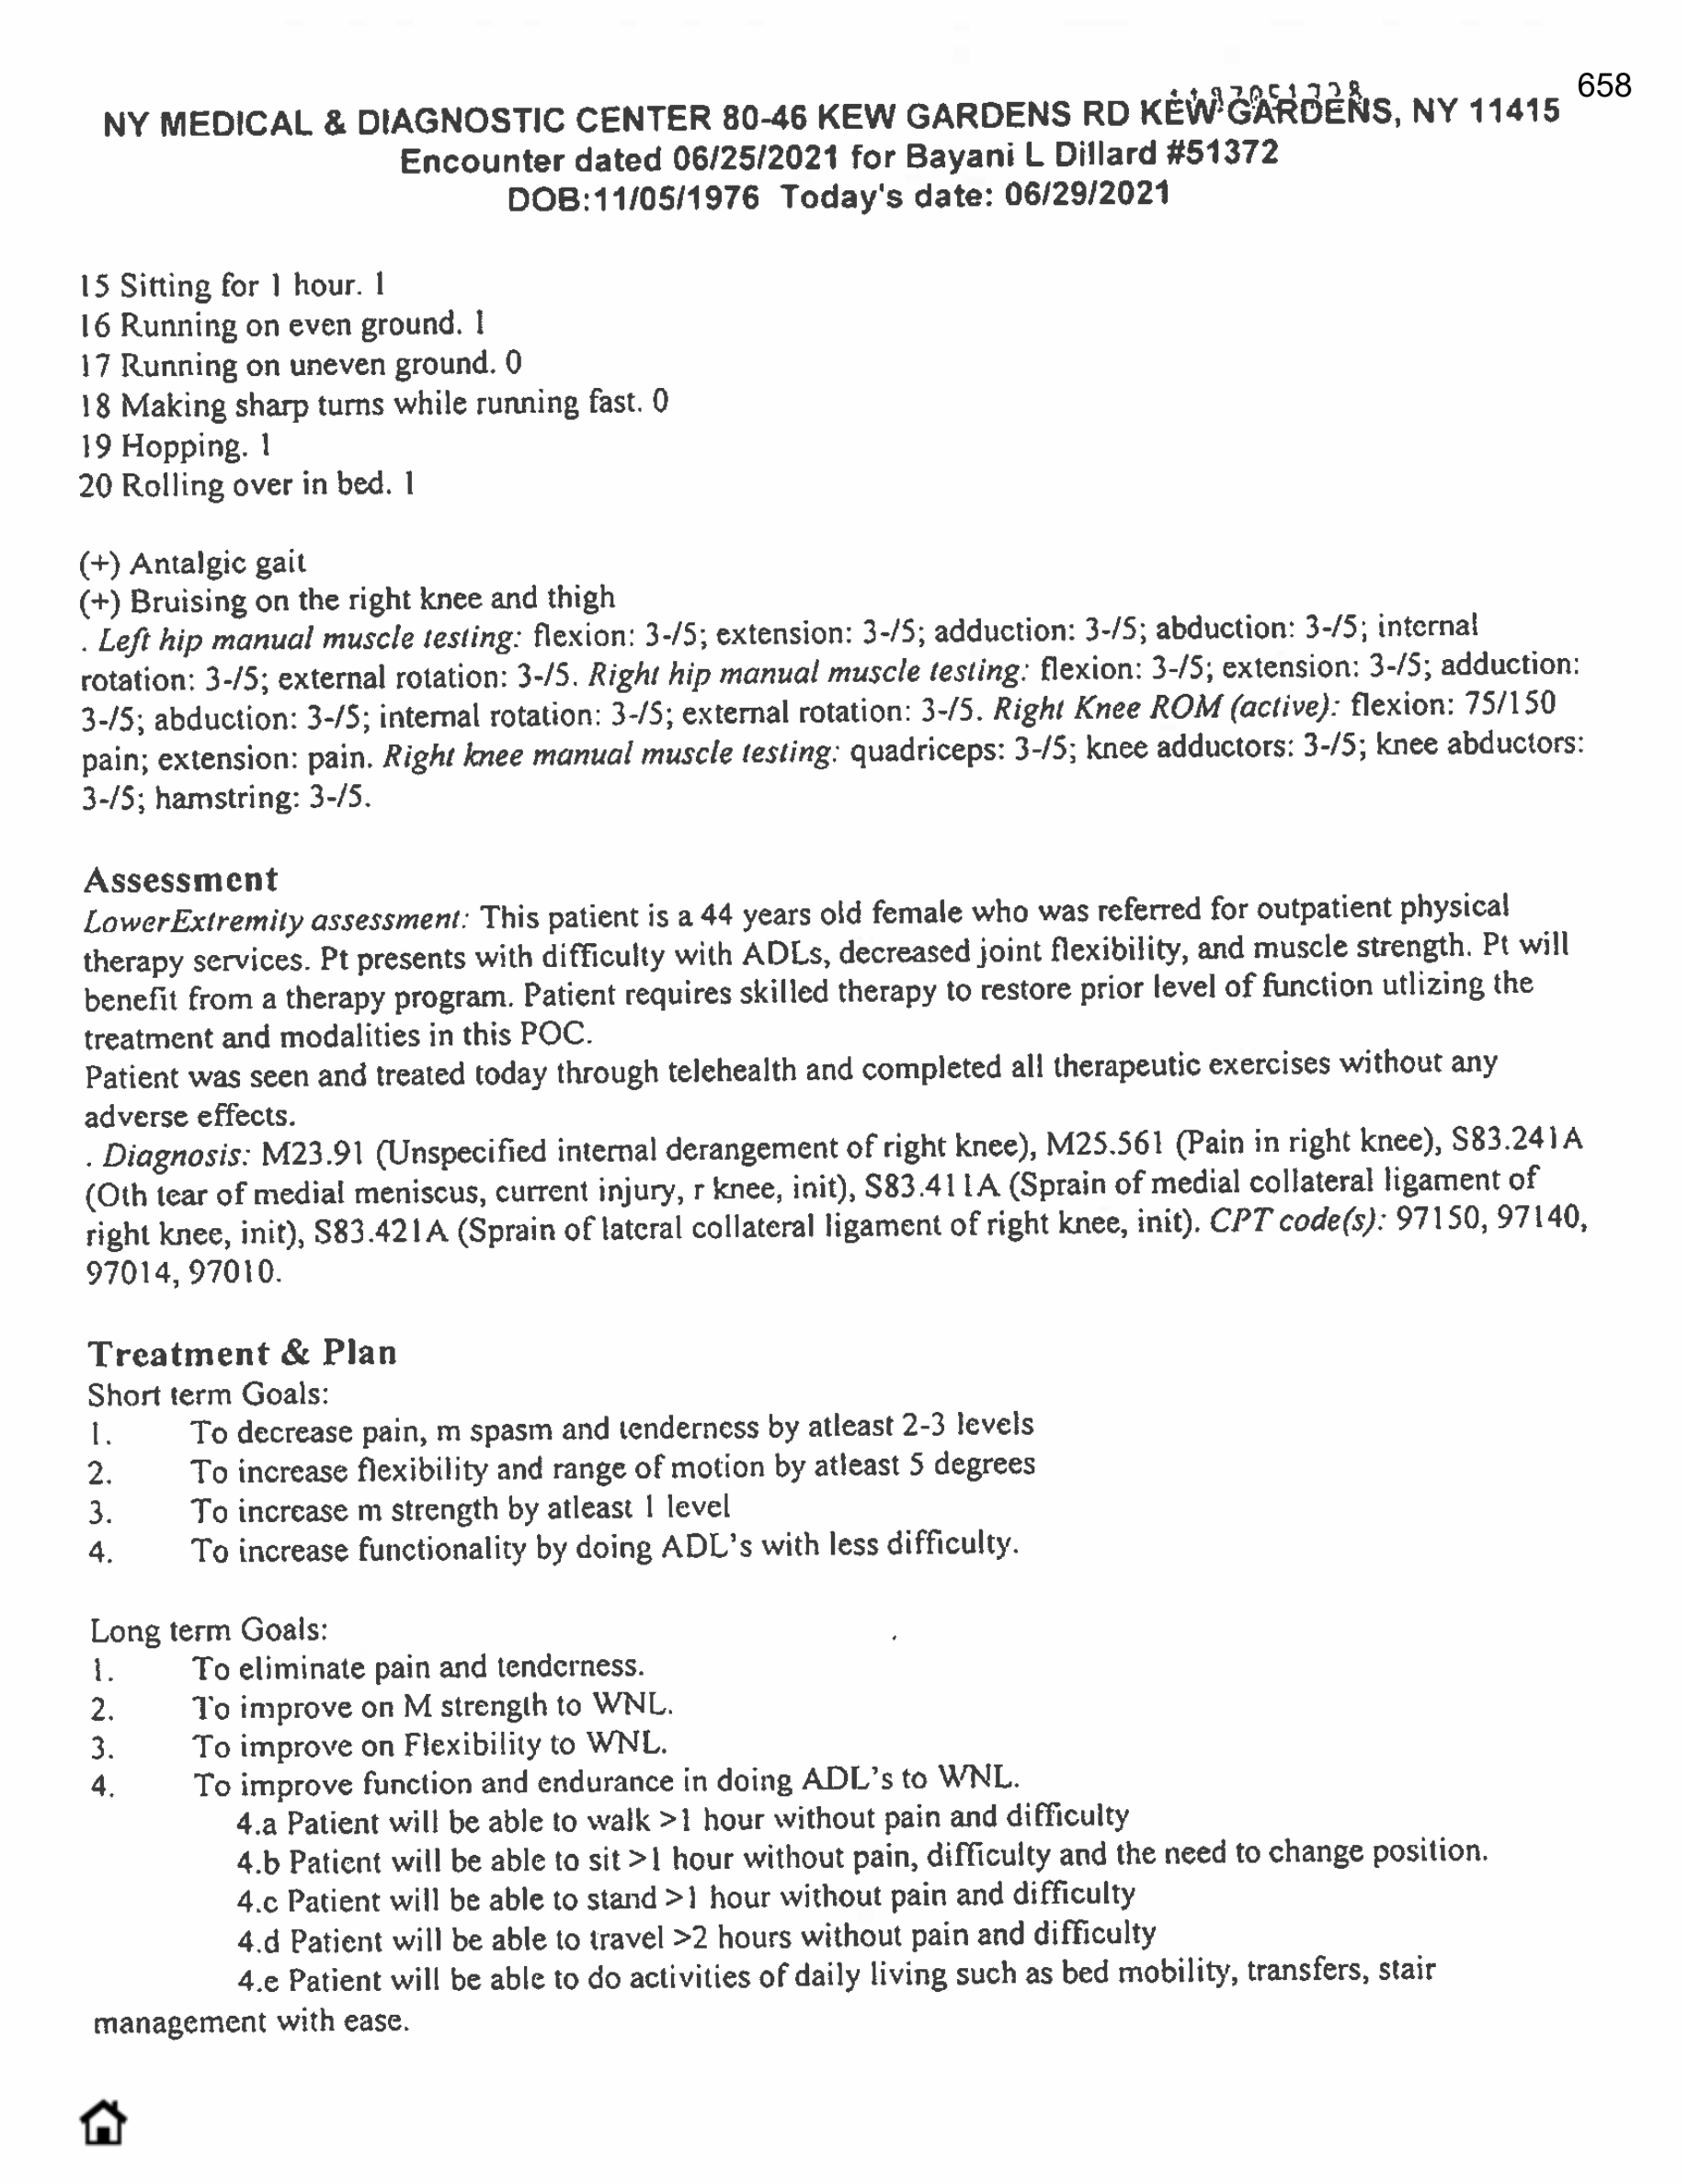 658
NY MEDICAL & DIAGNOSTIC CENTER 80-46 KEW GARDENS RD KEW GARDENS, NY 11415
Encounter dated 06/25/2021 for Bayani L Dillard #51372
DOB:11/05/1976 Today's date: 06/29/2021
15 Sitting for 1 hour. 1
16 Running on even ground. 1
17 Running on uneven ground. 0
18 Making sharp turns while running fast. 0
19 Hopping. 1
20 Rolling over in bed. 1
(+) Antalgic gait
(+) Bruising on the right knee and thigh
. Left hip manual muscle testing: flexion: 3-/5; extension: 3-/5; adduction: 3-/5; abduction: 3-/5; internal
rotation: 3-/5; external rotation: 3-/5. Right hip manual muscle testing: flexion: 3-/5; extension: 3-/5; adduction:
3-/5; abduction: 3-/5; internal rotation: 3-/5; external rotation: 3-/5. Right Knee ROM (active): flexion: 75/150
pain; extension: pain. Right knee manual muscle testing: quadriceps: 3-/5; knee adductors: 3-/5; knee abductors:
3-/5; hamstring: 3-/5.
Assessment
LowerExtremity assessment: This patient is a 44 years old female who was referred for outpatient physical
therapy services. Pt presents with difficulty with ADLs, decreased joint flexibility, and muscle strength. Pt will
benefit from a therapy program. Patient requires skilled therapy to restore prior level of function utlizing the
treatment and modalities in this POC.
Patient was seen and treated today through telehealth and completed all therapeutic exercises without any
adverse effects.
. Diagnosis: M23.91 (Unspecified internal derangement of right knee), M25.561 (Pain in right knee), S83.241A
(Oth tear of medial meniscus, current injury, r knee, init), S83.411A (Sprain of medial collateral ligament of
right knee, init), S83.421A (Sprain of lateral collateral ligament of right knee, init). CPT code(s): 97150, 97140,
97014, 97010.
Treatment & Plan
Short term Goals:
1. To decrease pain, m spasm and tenderness by atleast 2-3 levels
2. To increase flexibility and range of motion by atleast 5 degrees
3. To increase m strength by atleast 1 level
4. To increase functionality by doing ADL's with less difficulty.
Long term Goals:
1. To eliminate pain and tenderness.
2. To improve on M strength to WNL.
3. To improve on Flexibility to WNL.
4. To improve function and endurance in doing ADL's to WNL.
4.a Patient will be able to walk >1 hour without pain and difficulty
4.b Patient will be able to sit >1 hour without pain, difficulty and the need to change position.
4.c Patient will be able to stand >1 hour without pain and difficulty
4.d Patient will be able to travel >2 hours without pain and difficulty
4.e Patient will be able to do activities of daily living such as bed mobility, transfers, stair
management with ease.